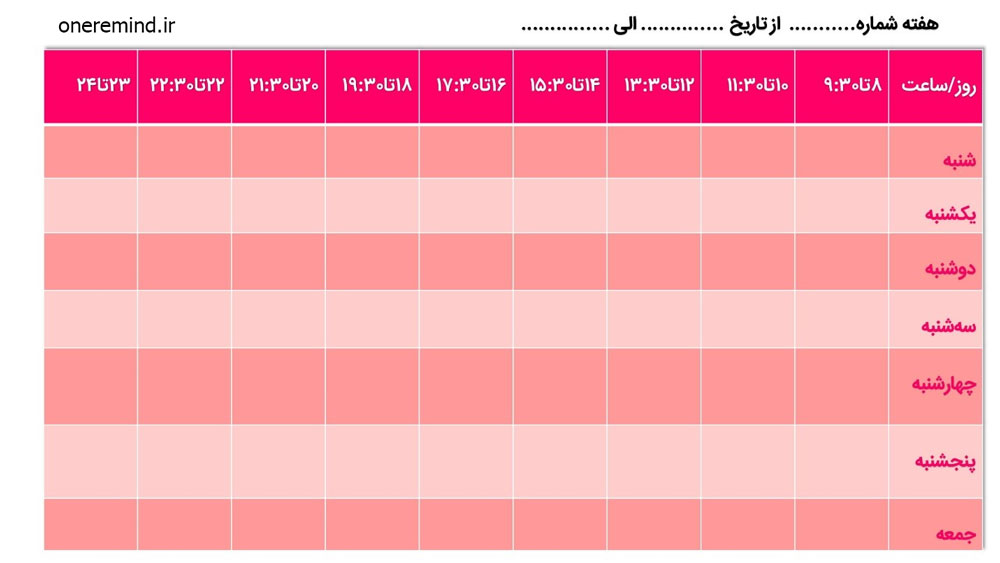 هفته شماره........... از تاریخ .............. الی ...............
oneremind.ir
روز/ساعت ۸تا۹:۳۰ ۱۰تا۱۱:۳۰ ۱۲تا۱۳:۳۰ ۱۴تا۱۵:۳۰ ۱۶تا۱۷:۳۰ ۱۸تا۱۹:۳۰ ۲۰تا۲۱:۳۰ ۲۲تا۲۲:۳۰ ۲۳تا۲۴
شنبه
یکشنبه
دوشنبه
سه‌شنبه
چهارشنبه
پنجشنبه
جمعه